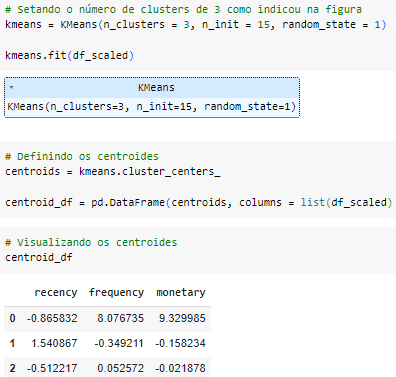 # Setando o número de clusters de 3 como indicou na figura
kmeans = KMeans(n_clusters = 3, n_init = 15, random_state = 1)
kmeans.fit(df_scaled)
KMeans
KMeans(n_clusters=3, n_init=15, random_state=1)
# Definindo os centroides
centroids = kmeans.cluster_centers_
centroid_df = pd.DataFrame(centroids, columns = list(df_scaled)
# Visualizando os centroides
centroid_df
recency frequency monetary
0 -0.865832 8.076735 9.329985
1 1.540867 -0.349211 -0.158234
2 -0.512217 0.052572 -0.021878